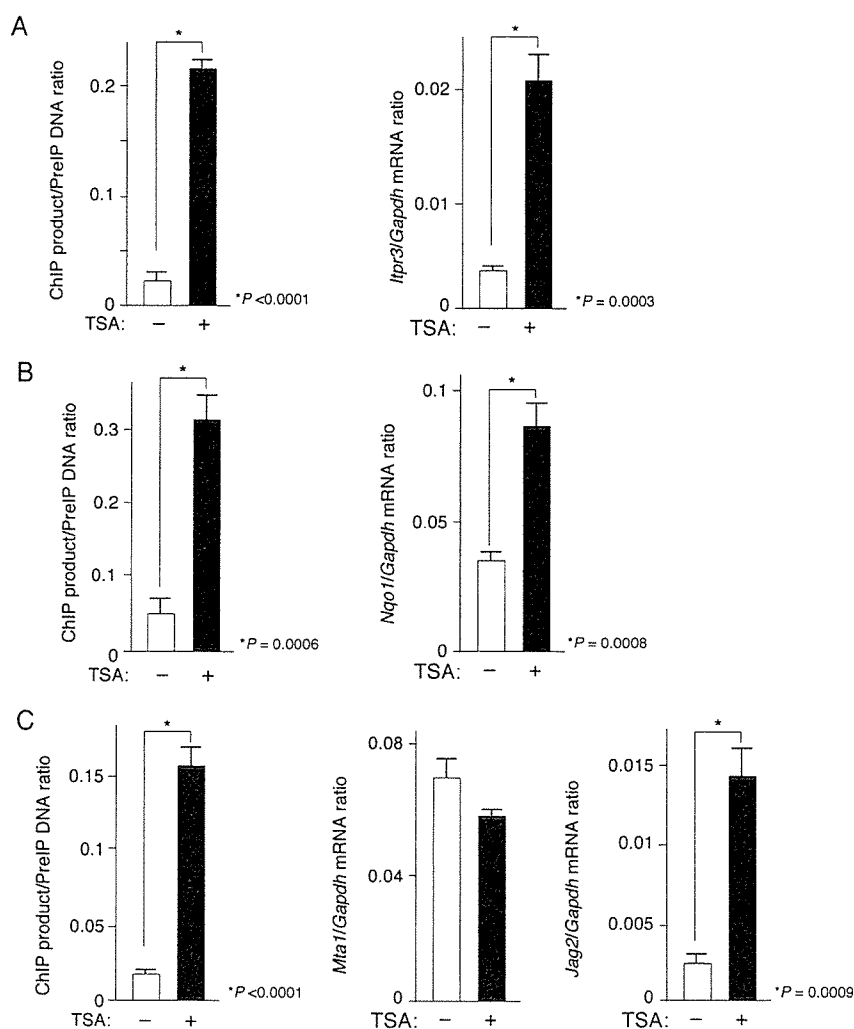 A
ChIP product/PreIP DNA ratio
0.2
0.1
0
*
TSA: − +
*P <0.0001
Itpr3/Gapdh mRNA ratio
0.02
0.01
0
*
TSA: − +
*P = 0.0003
B
ChIP product/PreIP DNA ratio
0.3
0.2
0.1
0
*
TSA: − +
*P = 0.0006
Nqo1/Gapdh mRNA ratio
0.1
0.05
0
*
TSA: − +
*P = 0.0008
C
ChIP product/PreIP DNA ratio
0.15
0.1
0.05
0
*
TSA: − +
*P <0.0001
Mta1/Gapdh mRNA ratio
0.08
0.04
0
TSA: − +
Jag2/Gapdh mRNA ratio
0.015
0.01
0.005
0
*
TSA: − +
*P = 0.0009